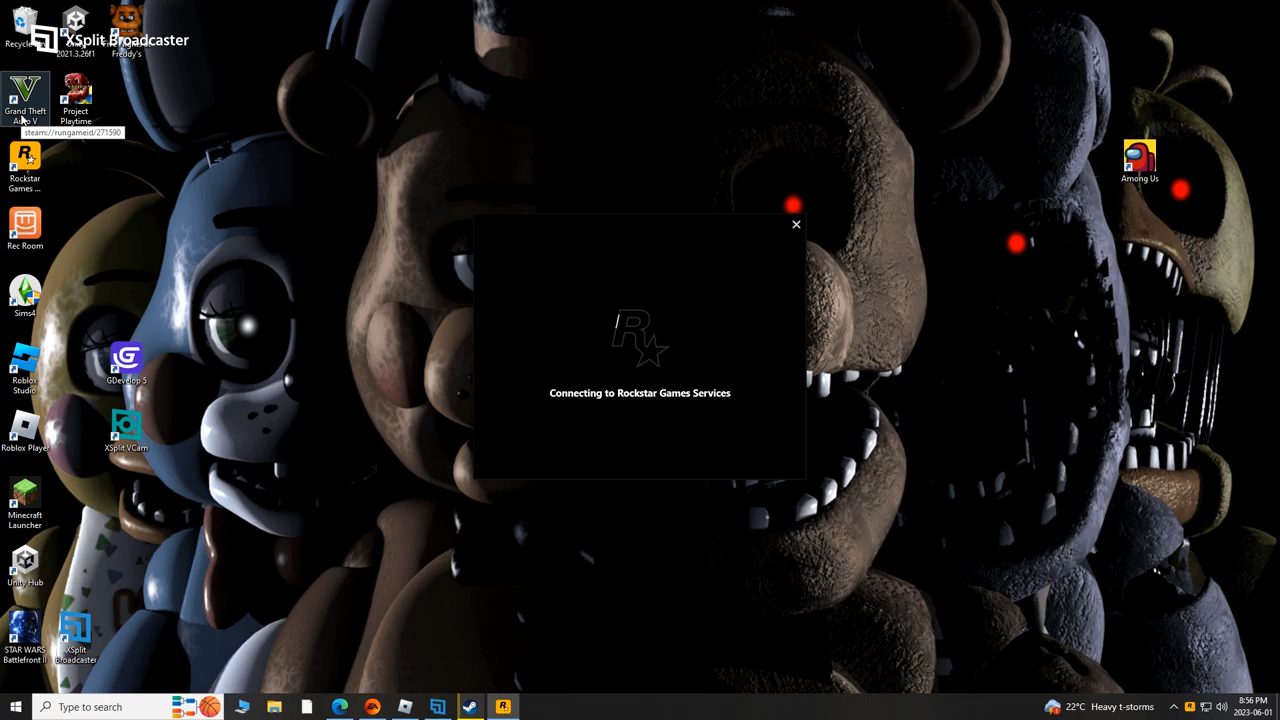 XSplit Broadcaster
Recycle
2021.3.26f1
Freddy's
Grand Theft
Auto V
Project
Playtime
steam://rungameid/271590
Rockstar
Games ...
Among Us
Rec Room
Sims4
Connecting to Rockstar Games Services
Roblox
Studio
GDevelop 5
Roblox Player
XSplit VCam
Minecraft
Launcher
Unity Hub
STAR WARS
Battlefront II
XSplit
Broadcaster
Type to search
22°C Heavy t-storms
8:56 PM
2023-06-01